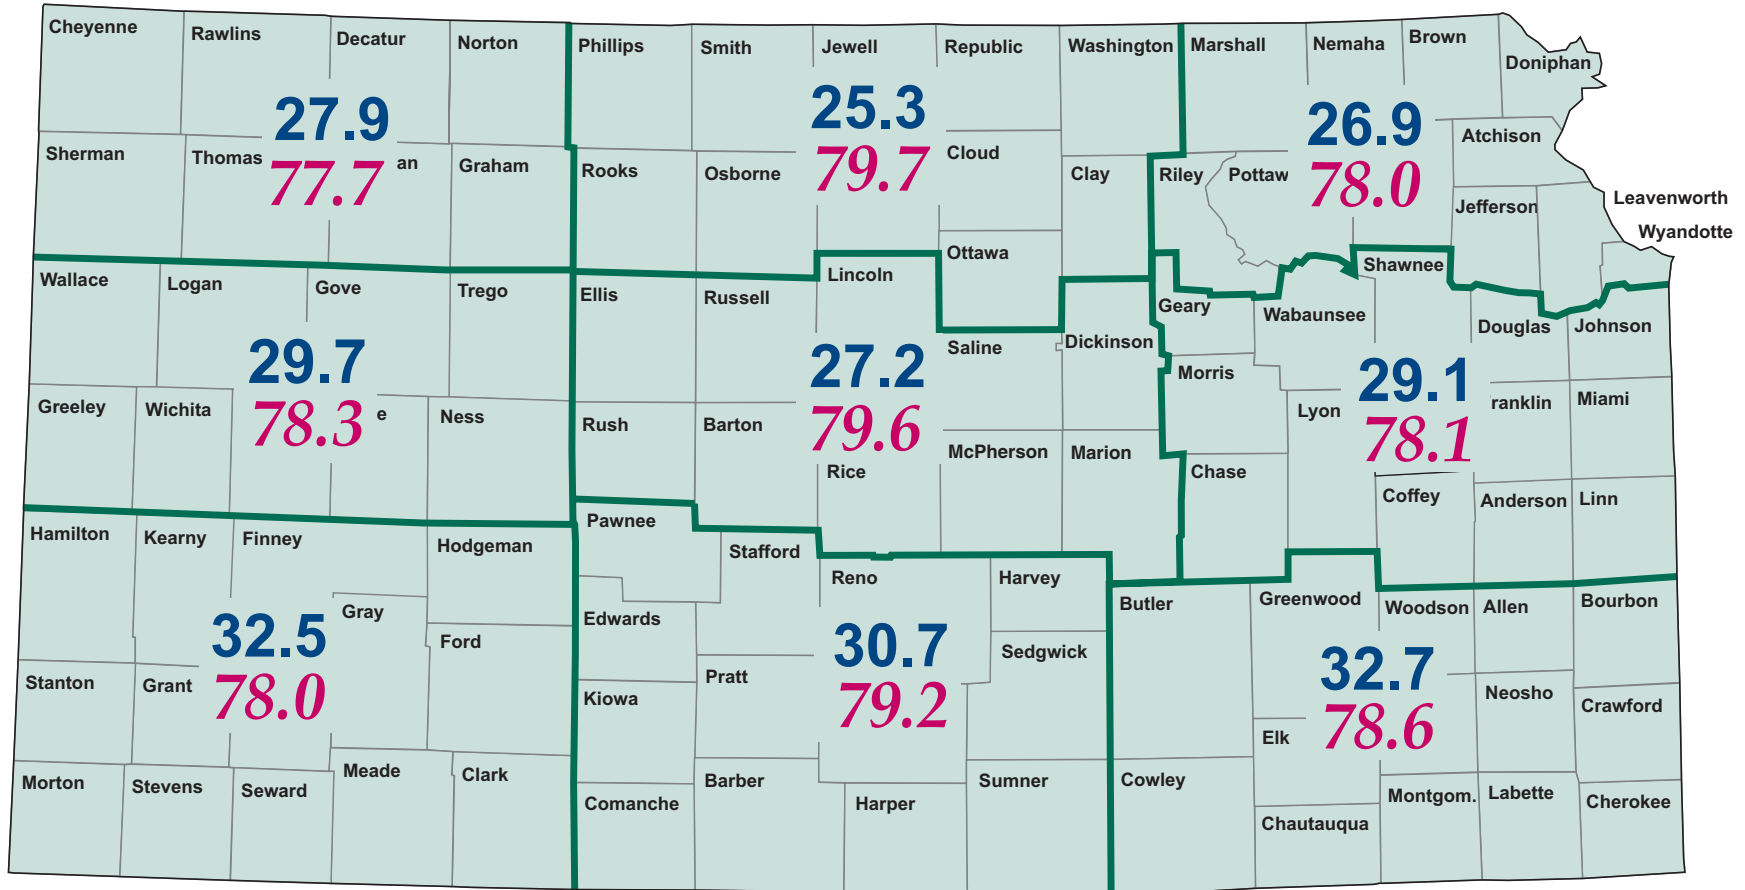 Cheyenne
Rawlins
Decatur
Norton
Phillips
Smith
Jewell
Republic
Washington
Marshall
Nemaha
Brown
Doniphan
27.9
77.7
25.3
79.7
26.9
78.0
Sherman
Thomas
an
Graham
Rooks
Osborne
Cloud
Clay
Riley
Pottaw
Atchison
Jefferson
Leavenworth
Wyandotte
Ottawa
Shawnee
Wallace
Logan
Gove
Trego
Ellis
Russell
Lincoln
Geary
Wabaunsee
Douglas
Johnson
29.7
78.3
27.2
79.6
29.1
78.1
Saline
Dickinson
Morris
Greeley
Wichita
e
Ness
Rush
Barton
Rice
McPherson
Marion
Chase
Lyon
ranklin
Miami
Coffey
Anderson
Linn
Hamilton
Kearny
Finney
Hodgeman
Pawnee
Stafford
Reno
Harvey
Butler
Greenwood
Woodson
Allen
Bourbon
Gray
Ford
Edwards
Sedgwick
32.5
78.0
30.7
79.2
32.7
78.6
Stanton
Grant
Kiowa
Pratt
Elk
Neosho
Crawford
Morton
Stevens
Seward
Meade
Clark
Comanche
Barber
Harper
Sumner
Cowley
Chautauqua
Montgom.
Labette
Cherokee